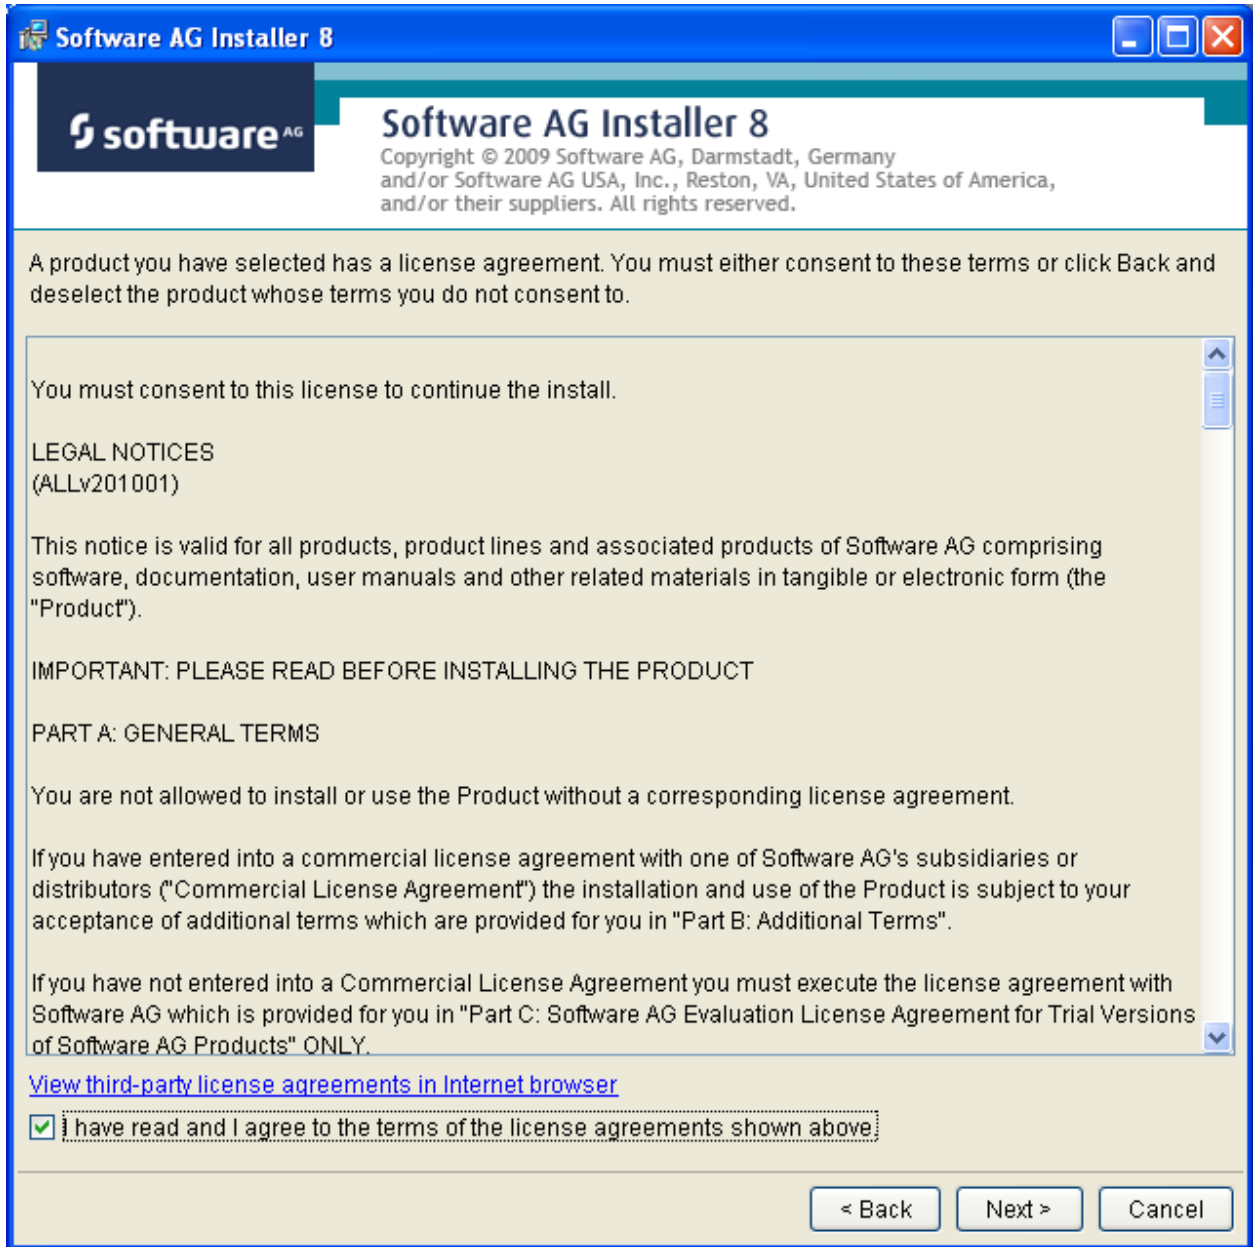 Software AG Installer 8
software AG
Software AG Installer 8
Copyright © 2009 Software AG, Darmstadt, Germany
and/or Software AG USA, Inc., Reston, VA, United States of America,
and/or their suppliers. All rights reserved.
A product you have selected has a license agreement. You must either consent to these terms or click Back and
deselect the product whose terms you do not consent to.
You must consent to this license to continue the install.
LEGAL NOTICES
(ALLv201001)
This notice is valid for all products, product lines and associated products of Software AG comprising
software, documentation, user manuals and other related materials in tangible or electronic form (the
"Product").
IMPORTANT: PLEASE READ BEFORE INSTALLING THE PRODUCT
PART A: GENERAL TERMS
You are not allowed to install or use the Product without a corresponding license agreement.
If you have entered into a commercial license agreement with one of Software AG's subsidiaries or
distributors ("Commercial License Agreement") the installation and use of the Product is subject to your
acceptance of additional terms which are provided for you in "Part B: Additional Terms".
If you have not entered into a Commercial License Agreement you must execute the license agreement with
Software AG which is provided for you in "Part C: Software AG Evaluation License Agreement for Trial Versions
of Software AG Products" ONLY.
View third-party license agreements in Internet browser
I have read and I agree to the terms of the license agreements shown above
< Back Next > Cancel